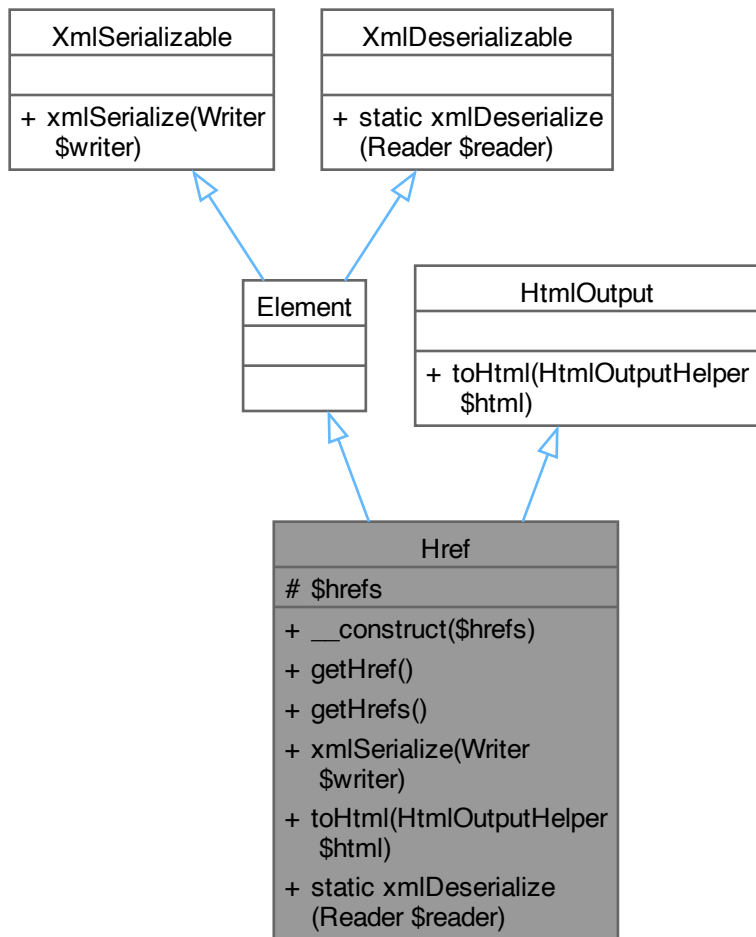 XmlSerializable
+ xmlSerialize(Writer
$writer)
XmlDeserializable
+ static xmlDeserialize
(Reader $reader)
Element
HtmlOutput
+ toHtml(HtmlOutputHelper
$html)
Href
# $hrefs
+ __construct($hrefs)
+ getHref()
+ getHrefs()
+ xmlSerialize(Writer
$writer)
+ toHtml(HtmlOutputHelper
$html)
+ static xmlDeserialize
(Reader $reader)